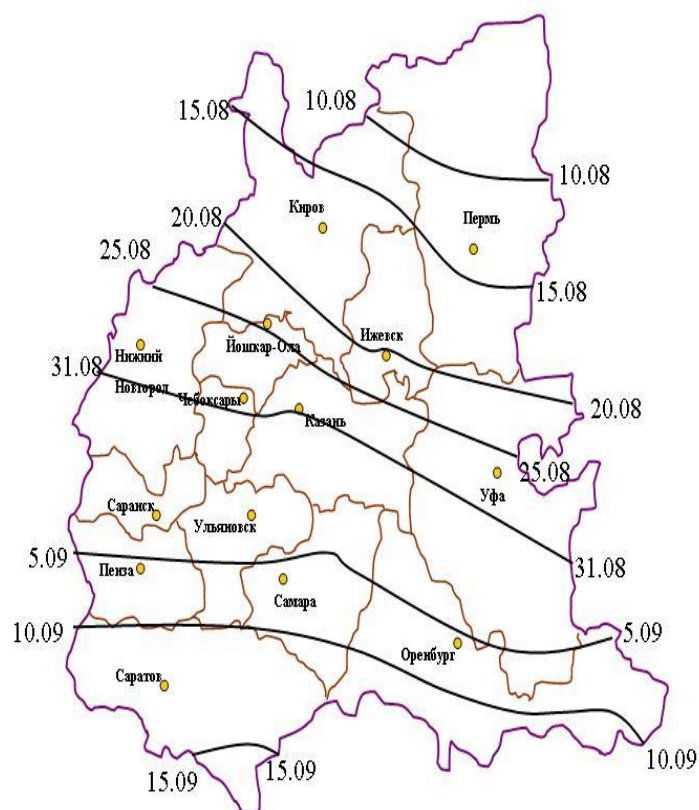 10.08
15.08
10.08
Киров
20.08
Пермь
25.08
15.08
Йошкар-Ола
Ижевск
Нижний
Новгород
31.08
Чебоксары
20.08
Казань
25.08
Уфа
Саранск
Ульяновск
5.09
31.08
Пенза
Самара
10.09
5.09
Оренбург
Саратов
10.09
15.09
15.09